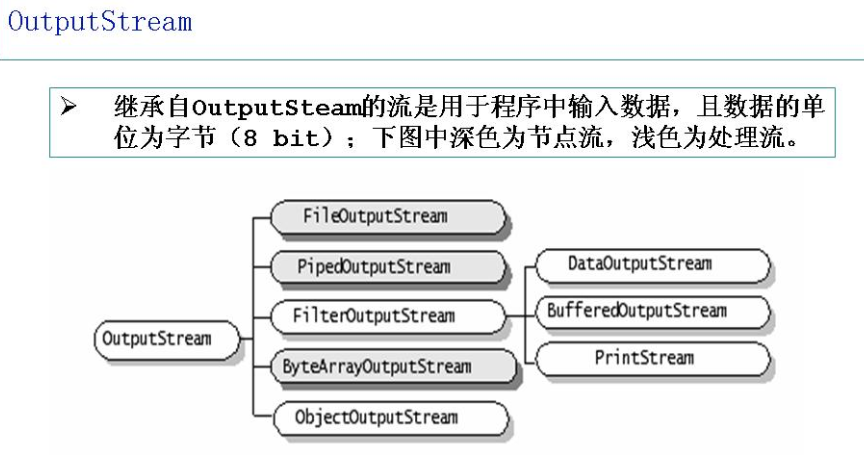 OutputStream
➢ 继承自OutputSteam的流是用于程序中输入数据，且数据的单
位为字节（8 bit）；下图中深色为节点流，浅色为处理流。
FileOutputStream
PipedOutputStream
DataOutputStream
FilterOutputStream
BufferedOutputStream
OutputStream
PrintStream
ByteArrayOutputStream
ObjectOutputStream